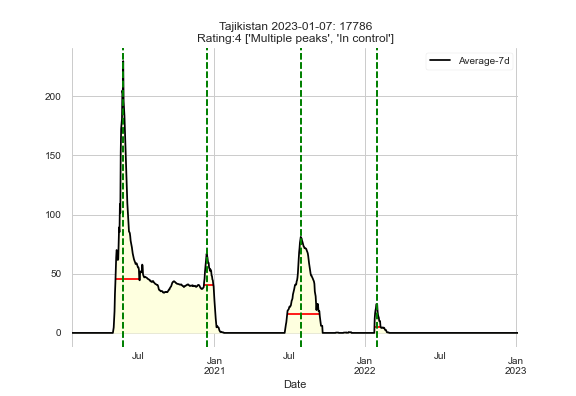 Tajikistan 2023-01-07: 17786
Rating:4 ['Multiple peaks', 'In control']
Average-7d
200
150
100
50
0
Jul
Jan
2021
Jul
Jan
2022
Jul
Jan
2023
Date